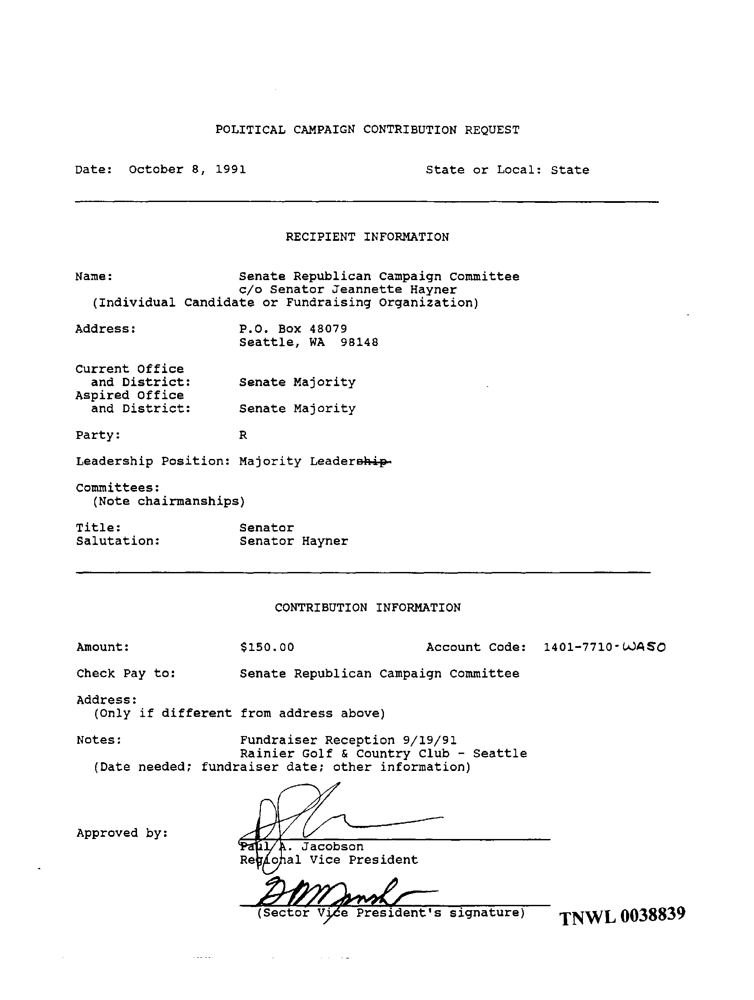 POLITICAL CAMPAIGN CONTRIBUTION REQUEST
Date: October 8, 1991 State or Local: State
RECIPIENT INFORMATION
Name: Senate Republican Campaign Committee
c/o Senator Jeannette Hayner
(Individual Candidate or Fundraising Organization)
Address: P.O. Box 48079
Seattle, WA 98148
Current Office
and District: Senate Majority
Aspired Office
and District: Senate Majority
Party: R
Leadership Position: Majority Leadership
Committees:
(Note chairmanships)
Title: Senator
Salutation: Senator Hayner
CONTRIBUTION INFORMATION
Amount: $150.00 Account Code: 1401-7710-WASO
Check Pay to: Senate Republican Campaign Committee
Address:
(Only if different from address above)
Notes: Fundraiser Reception 9/19/91
Rainier Golf & Country Club - Seattle
(Date needed; fundraiser date; other information)
Approved by:
Paul A. Jacobson
Regional Vice President
(Sector Vice President's signature)
TNWL 0038839